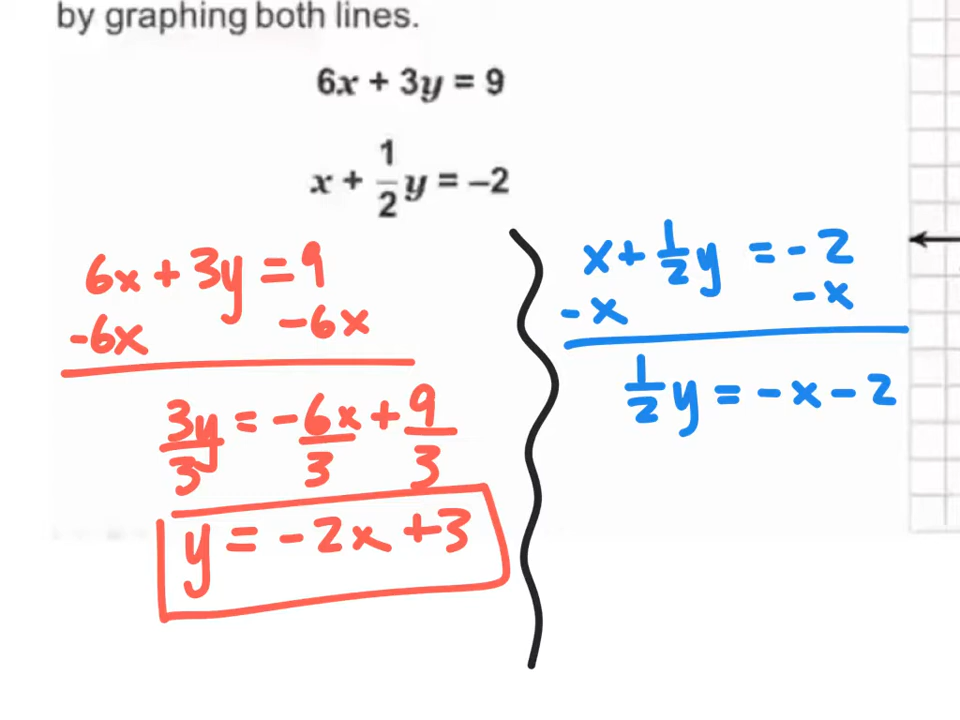 by graphing both lines.
6x + 3y = 9
x + 1/2 y = –2
6x + 3y = 9
-6x -6x
3y/3 = -6x/3 + 9/3
y = -2x + 3
x + 1/2 y = -2
-x -x
1/2 y = -x - 2